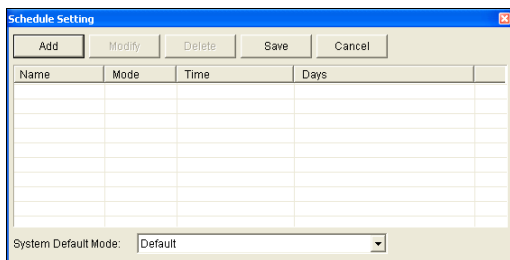 Schedule Setting
Add Modify Delete Save Cancel
Name Mode Time Days
System Default Mode: Default